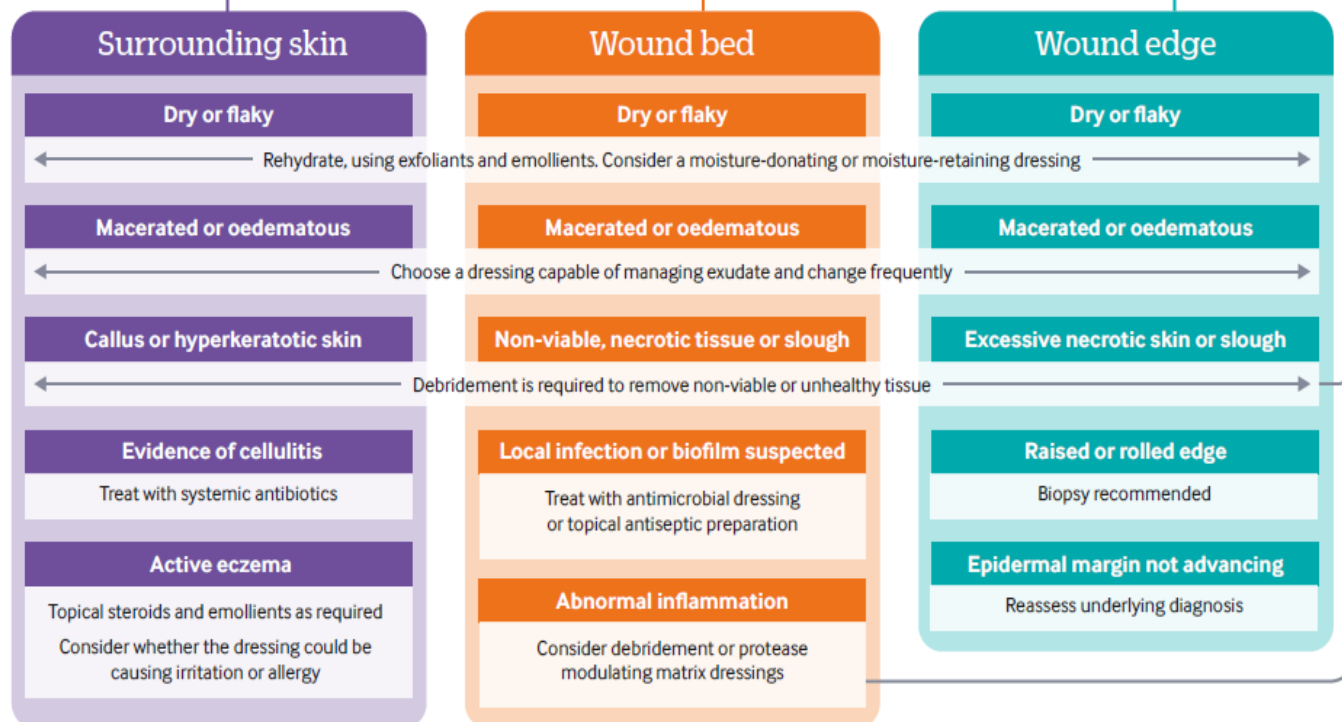 Surrounding skin
Dry or flaky
Macerated or oedematous
Callus or hyperkeratotic skin
Evidence of cellulitis
Treat with systemic antibiotics
Active eczema
Topical steroids and emollients as required
Consider whether the dressing could be
causing irritation or allergy
Wound bed
Dry or flaky
Rehydrate, using exfoliants and emollients. Consider a moisture-donating or moisture-retaining dressing
Macerated or oedematous
Choose a dressing capable of managing exudate and change frequently
Non-viable, necrotic tissue or slough
Debridement is required to remove non-viable or unhealthy tissue
Local infection or biofilm suspected
Treat with antimicrobial dressing
or topical antiseptic preparation
Abnormal inflammation
Consider debridement or protease
modulating matrix dressings
Wound edge
Dry or flaky
Macerated or oedematous
Excessive necrotic skin or slough
Raised or rolled edge
Biopsy recommended
Epidermal margin not advancing
Reassess underlying diagnosis